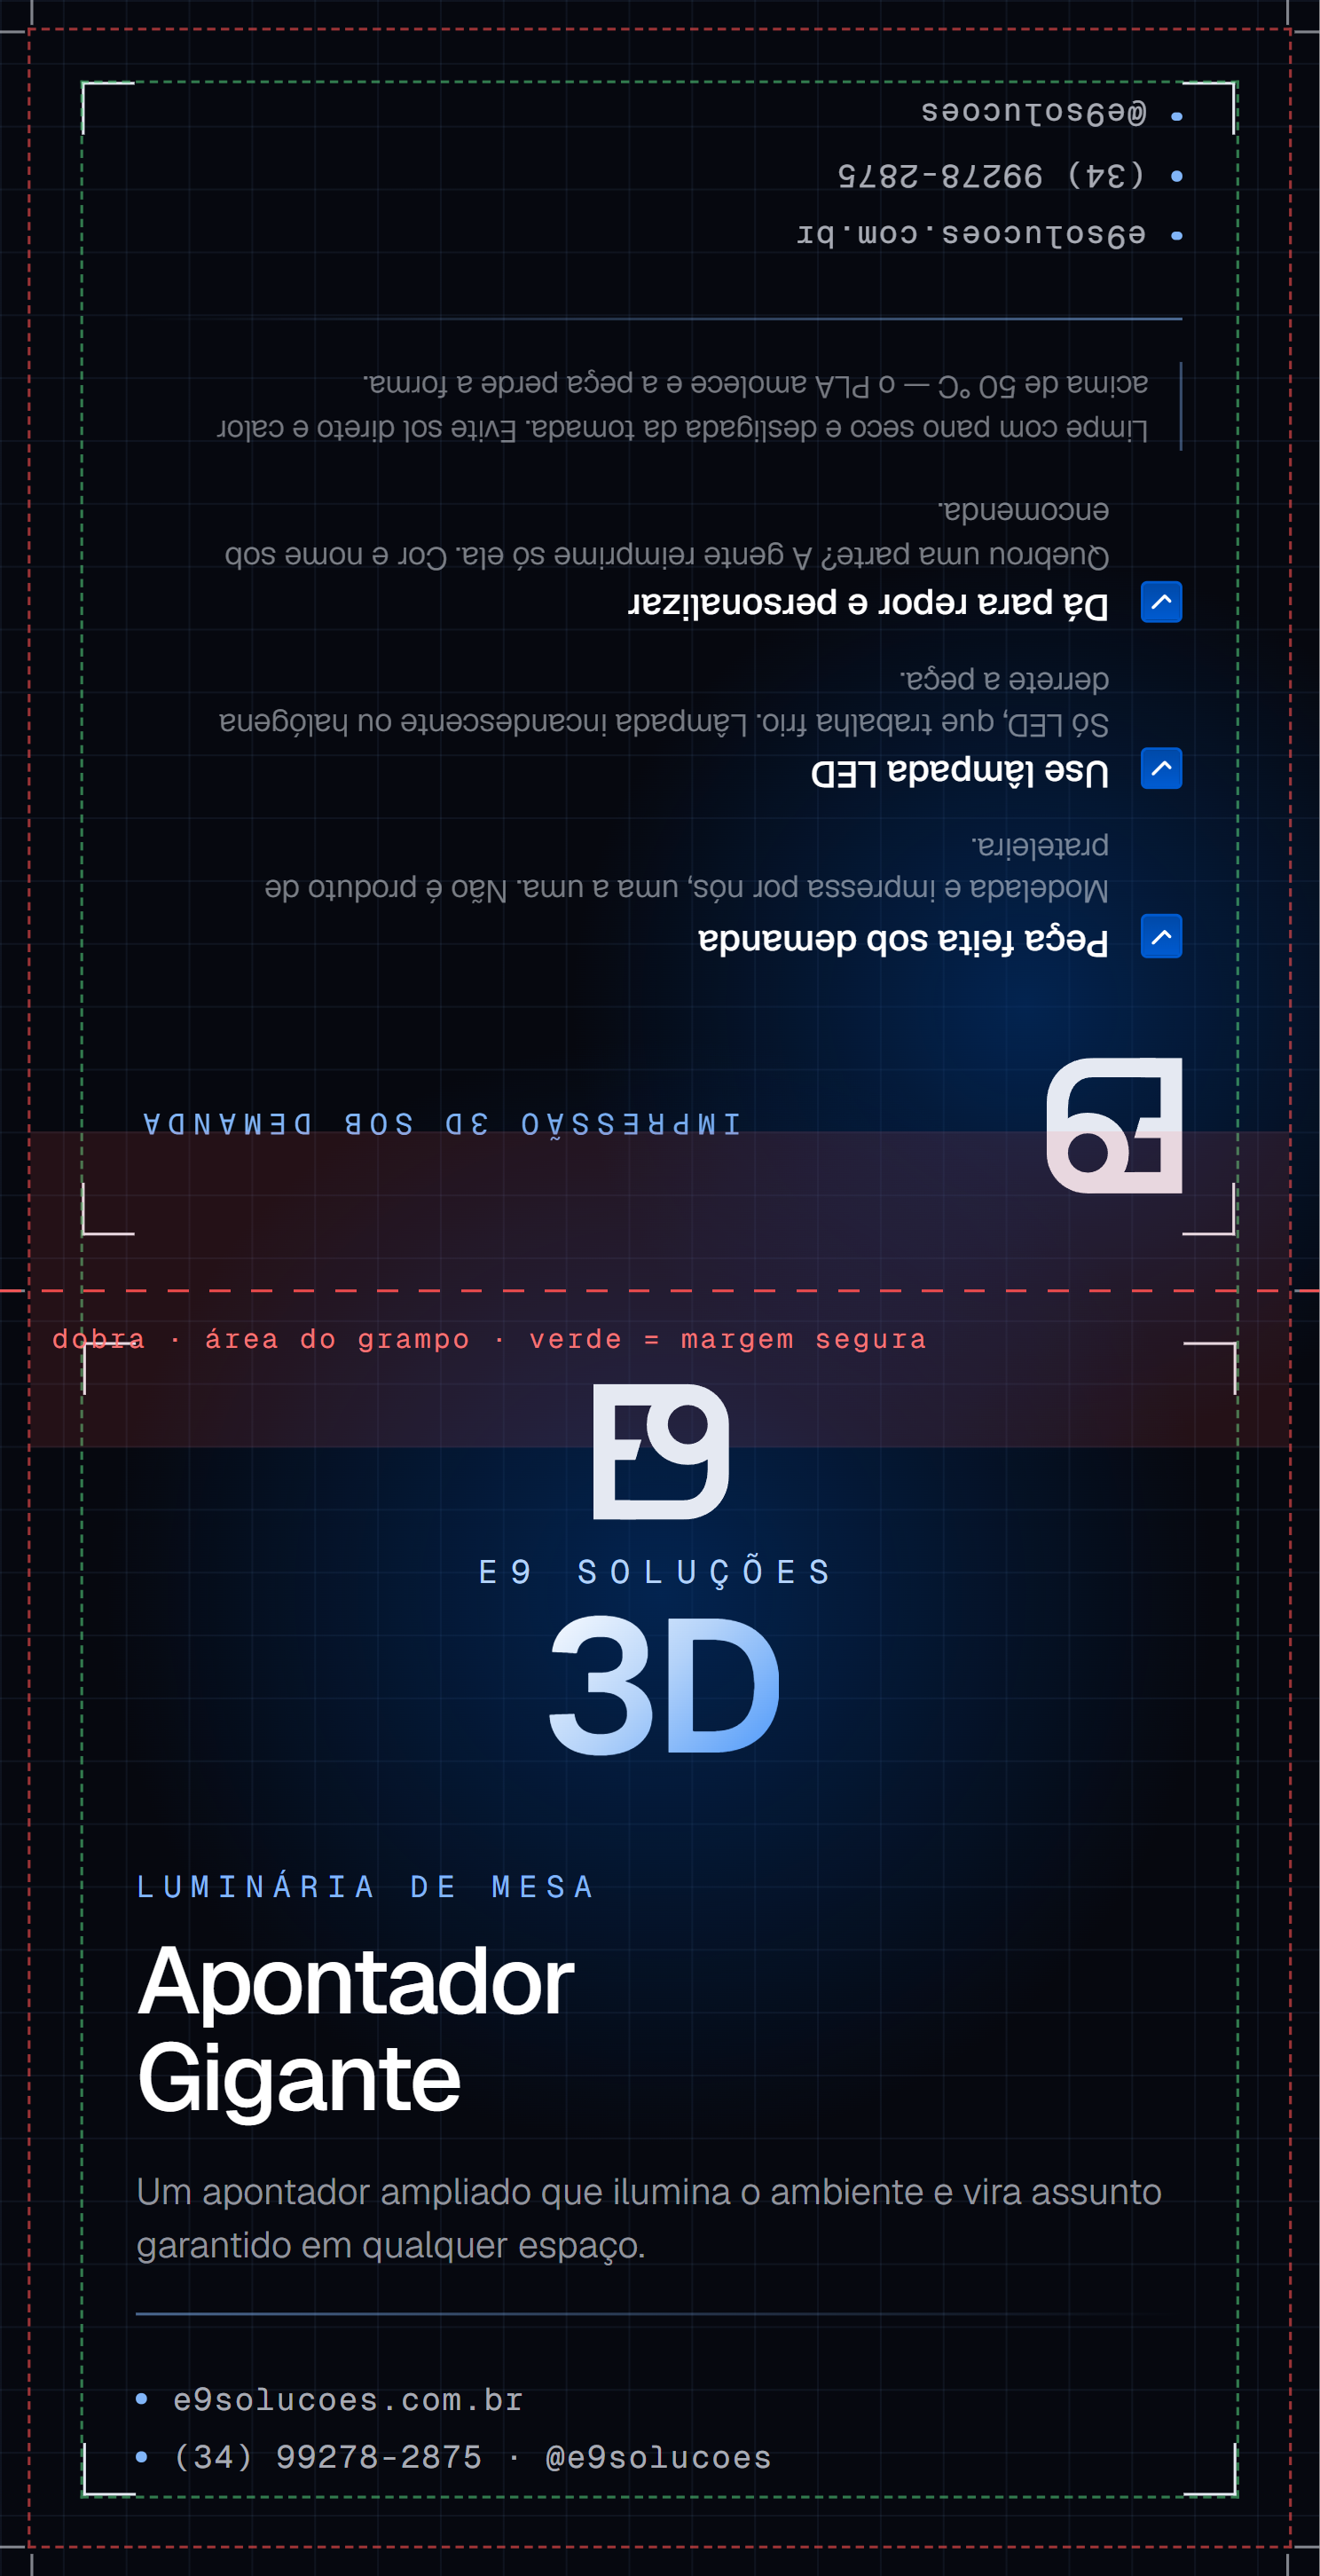 E9
IMPRESSÃO 3D SOB DEMANDA
Peça feita sob demanda
Modelada e impressa por nós, uma a uma. Não é produto de
prateleira.
Use lâmpada LED
Só LED, que trabalha frio. Lâmpada incandescente ou halógena
derrete a peça.
Dá para repor e personalizar
Quebrou uma parte? A gente reimprime só ela. Cor e nome sob
encomenda.
Limpe com pano seco e desligada da tomada. Evite sol direto e calor
acima de 50 °C — o PLA amolece e a peça perde a forma.
e9solucoes.com.br
(34) 99278-2875
@e9solucoes
dobra · área do grampo · verde = margem segura
E9
E9 SOLUÇÕES
3D
LUMINÁRIA DE MESA
Apontador
Gigante
Um apontador ampliado que ilumina o ambiente e vira assunto
garantido em qualquer espaço.
e9solucoes.com.br
(34) 99278-2875 · @e9solucoes